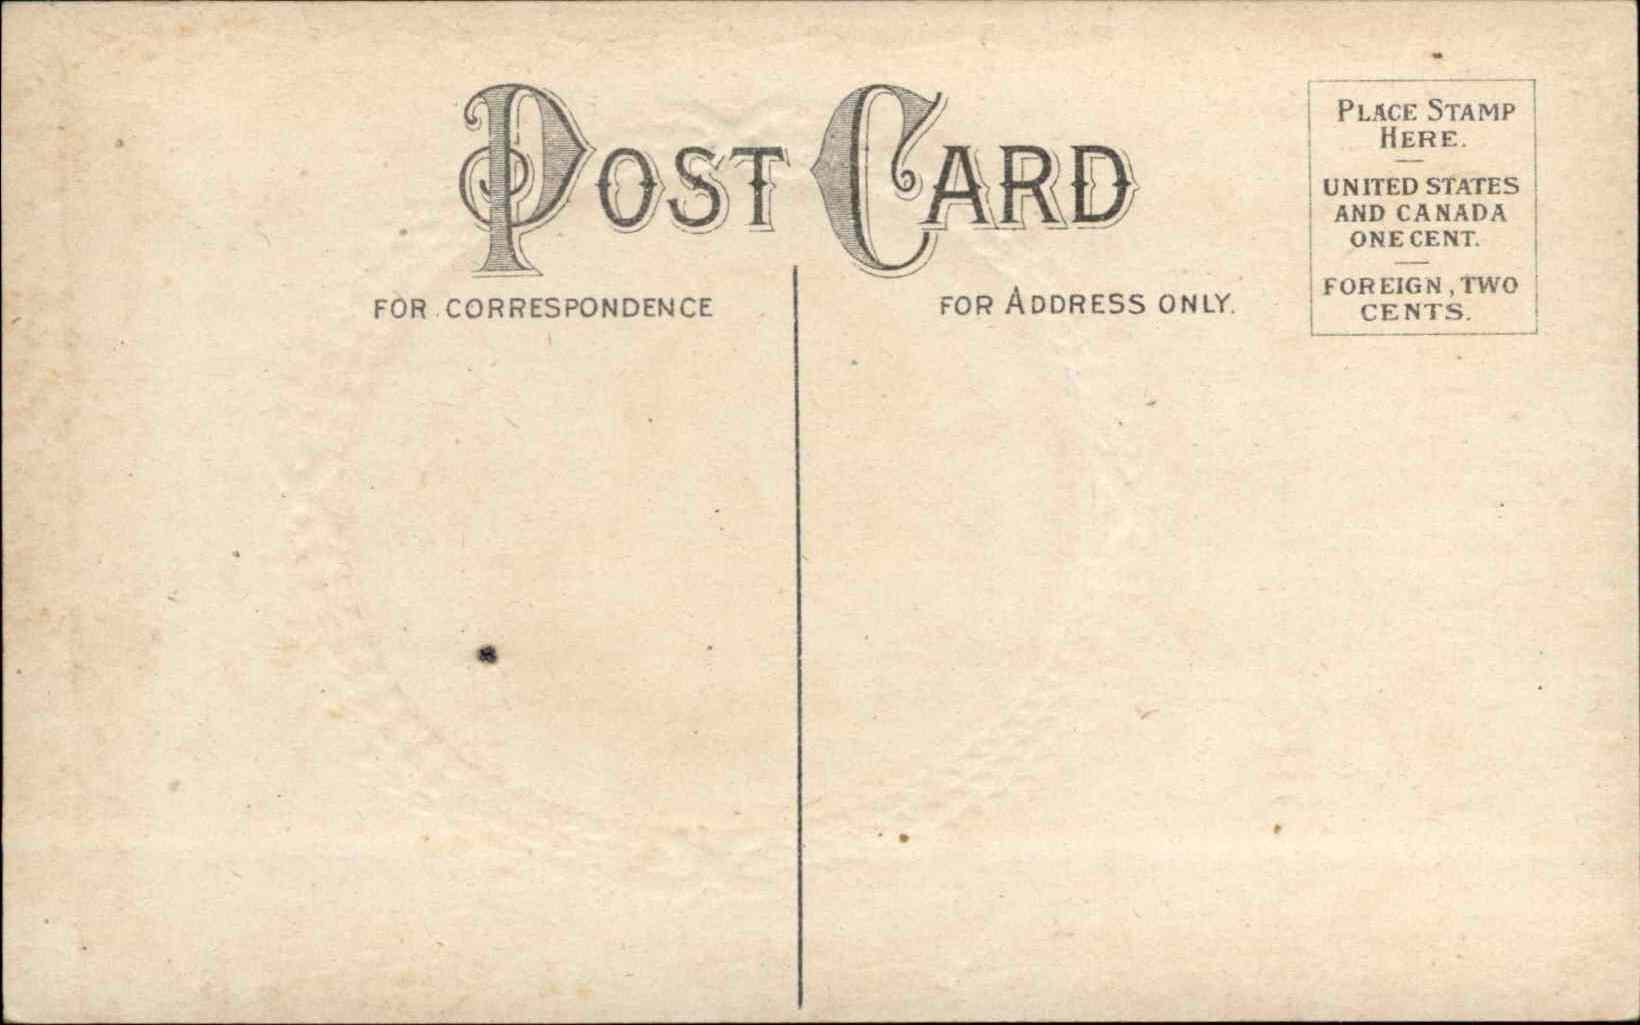 POST CARD
PLACE STAMP
HERE.
UNITED STATES
AND CANADA
ONE CENT.
FOREIGN, TWO
CENTS.
FOR CORRESPONDENCE
FOR ADDRESS ONLY.